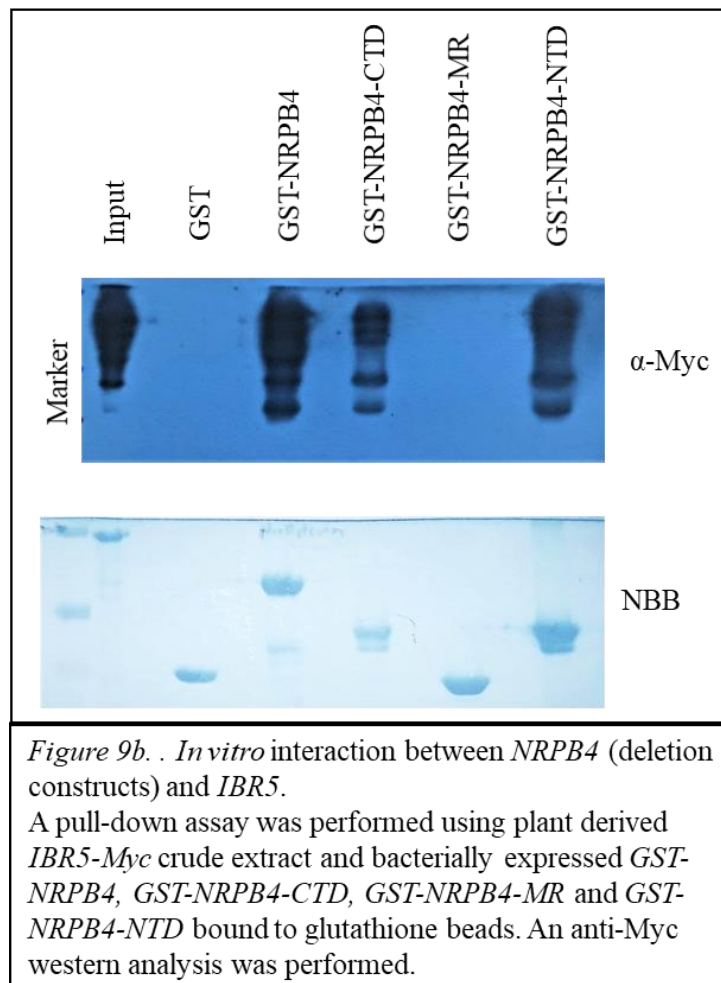 Input
GST
GST-NRPB4
GST-NRPB4-CTD
GST-NRPB4-MR
GST-NRPB4-NTD
Marker
α-Myc
NBB
Figure 9b. . In vitro interaction between NRPB4 (deletion
constructs) and IBR5.
A pull-down assay was performed using plant derived
IBR5-Myc crude extract and bacterially expressed GST-
NRPB4, GST-NRPB4-CTD, GST-NRPB4-MR and GST-
NRPB4-NTD bound to glutathione beads. An anti-Myc
western analysis was performed.